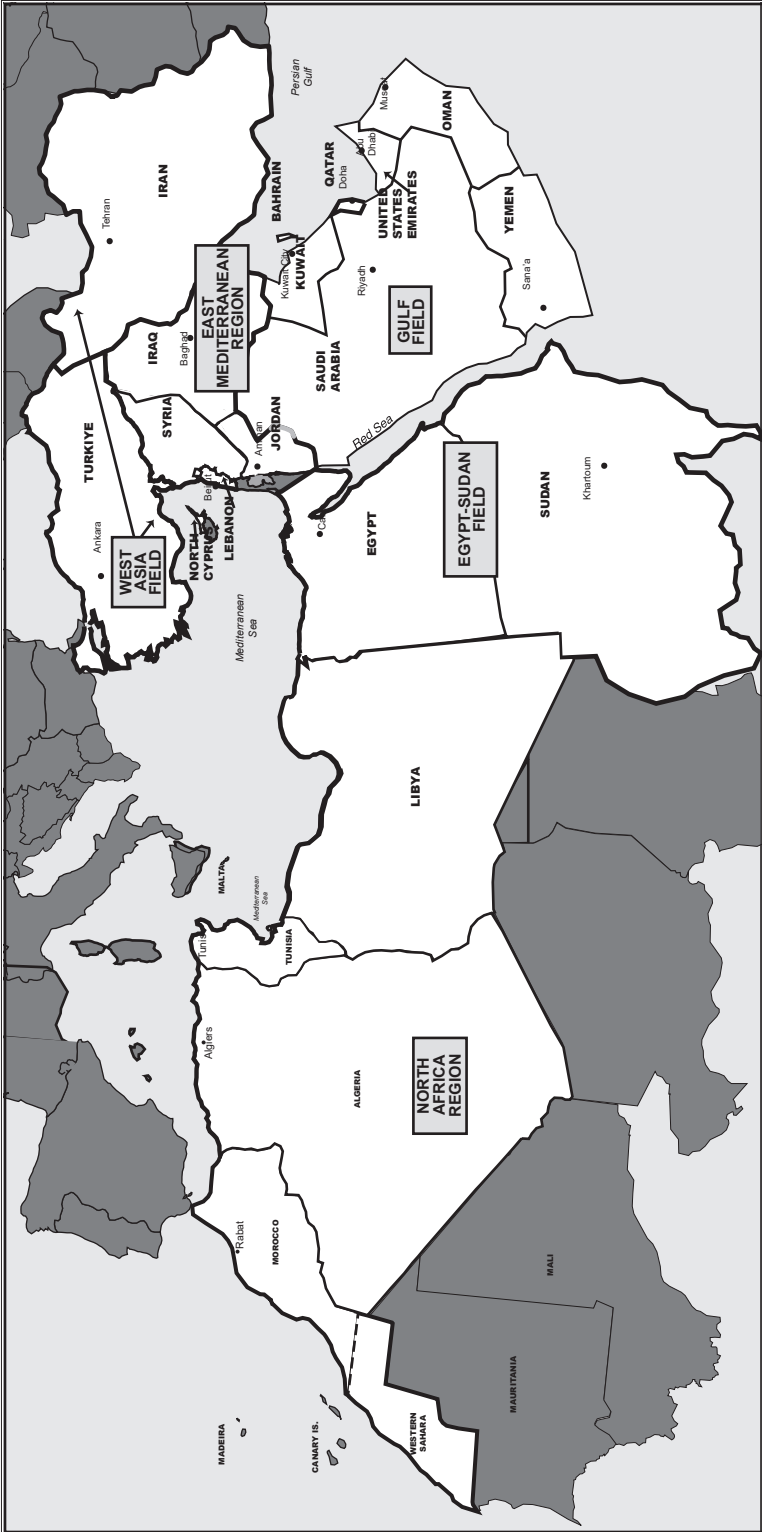 MADEIRA
CANARY IS.
WESTERN
SAHARA
MAURITANIA
MALI
Rabat
MOROCCO
Algiers
ALGERIA
NORTH
AFRICA
REGION
Tunis
TUNISIA
MALTA
Mediterranean
Sea
LIBYA
Mediterranean
Sea
EGYPT
EGYPT-SUDAN
FIELD
SUDAN
Khartoum
Red Sea
Ankara
TURKIYE
WEST
ASIA
FIELD
NORTH
CYPRUS
LEBANON
SYRIA
JORDAN
IRAQ
Baghad
EAST
MEDITERRANEAN
REGION
Tehran
IRAN
Kuwait City
KUWAIT
BAHRAIN
Persian
Gulf
QATAR
Doha
SAUDI
ARABIA
Riyadh
GULF
FIELD
UNITED
STATES
EMIRATES
Abu
Dhabi
OMAN
YEMEN
Sana'a